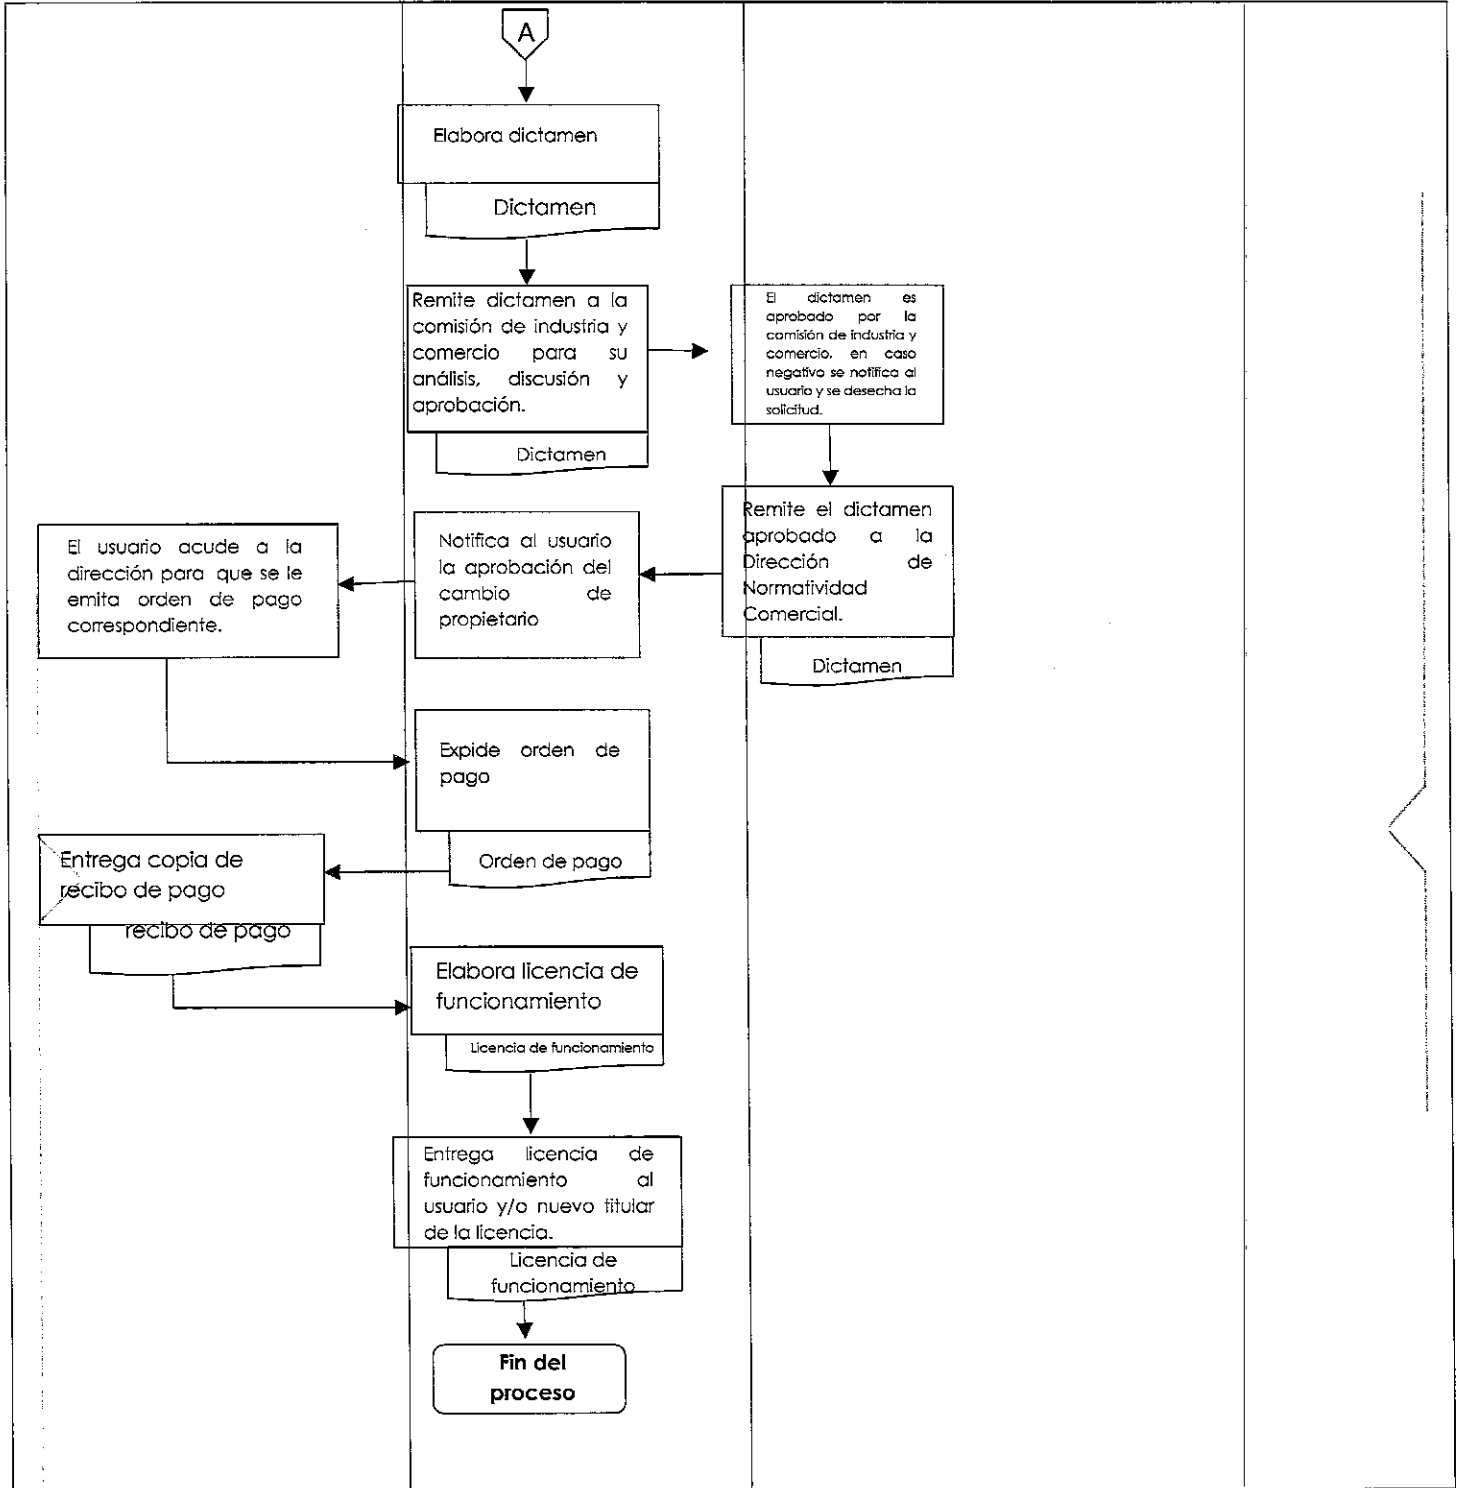 A
Elabora dictamen
Dictamen
Remite dictamen a la
comisión de industria y
comercio para su
análisis, discusión y
aprobación.
Dictamen
El dictamen es
aprobado por la
comisión de industria y
comercio, en caso
negativo se notifica al
usuario y se desecha la
solicitud.
Remite el dictamen
aprobado a la
Dirección de
Normatividad
Comercial.
Dictamen
Notifica al usuario
la aprobación del
cambio de
propietario
El usuario acude a la
dirección para que se le
emita orden de pago
correspondiente.
Expide orden de
pago
Orden de pago
Entrega copia de
recibo de pago
recibo de pago
Elabora licencia de
funcionamiento
Licencia de funcionamiento
Entrega licencia de
funcionamiento al
usuario y/o nuevo titular
de la licencia.
Licencia de
funcionamiento
Fin del
proceso